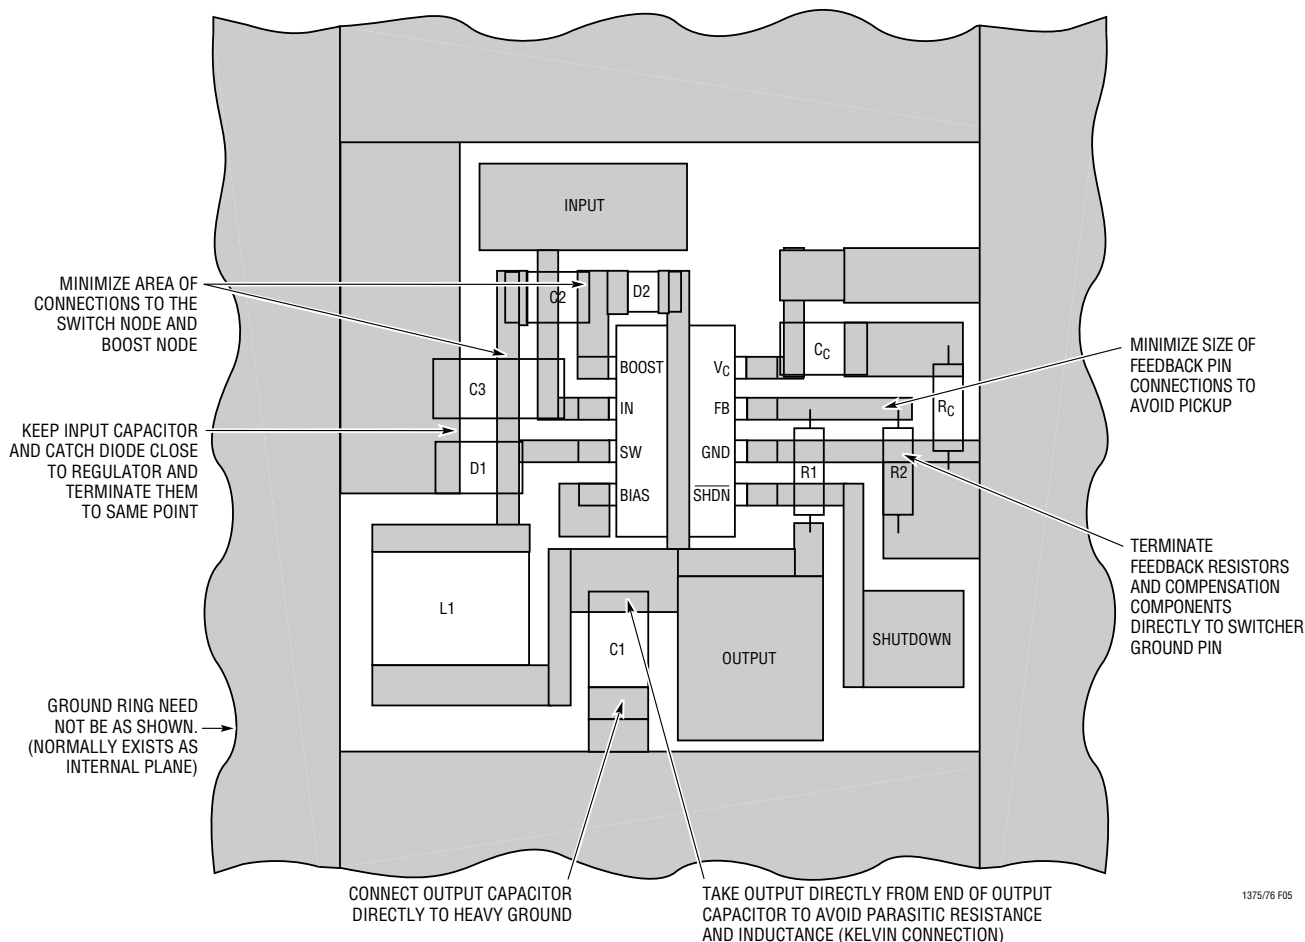 INPUT
MINIMIZE AREA OF
CONNECTIONS TO THE
SWITCH NODE AND
BOOST NODE
C2
D2
BOOST
IN
SW
BIAS
VC
FB
GND
SHDN
CC
RC
C3
D1
R1
R2
MINIMIZE SIZE OF
FEEDBACK PIN
CONNECTIONS TO
AVOID PICKUP
KEEP INPUT CAPACITOR
AND CATCH DIODE CLOSE
TO REGULATOR AND
TERMINATE THEM
TO SAME POINT
TERMINATE
FEEDBACK RESISTORS
AND COMPENSATION
COMPONENTS
DIRECTLY TO SWITCHER
GROUND PIN
L1
C1
OUTPUT
SHUTDOWN
GROUND RING NEED
NOT BE AS SHOWN.
(NORMALLY EXISTS AS
INTERNAL PLANE)
CONNECT OUTPUT CAPACITOR
DIRECTLY TO HEAVY GROUND
TAKE OUTPUT DIRECTLY FROM END OF OUTPUT
CAPACITOR TO AVOID PARASITIC RESISTANCE
AND INDUCTANCE (KELVIN CONNECTION)
1375/76 F05